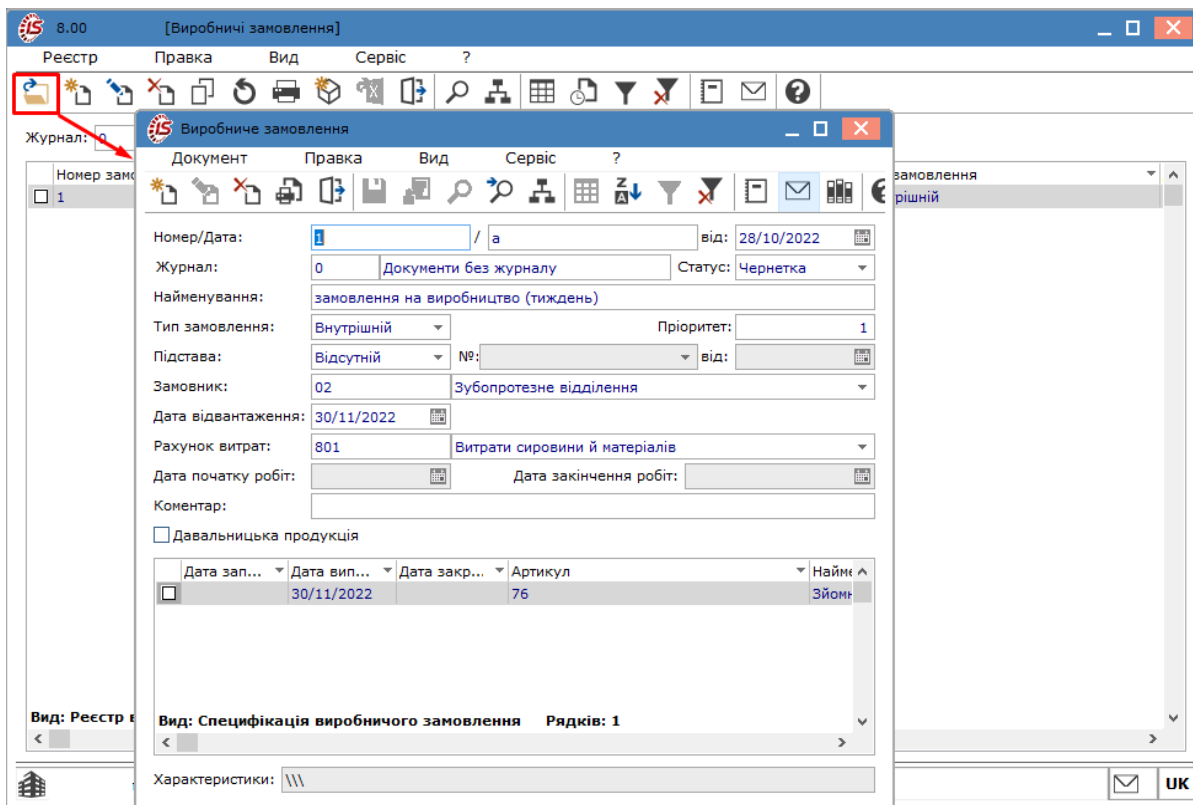 8.00 [Виробничі замовлення]
Реєстр Правка Вид Сервіс ?
Журнал: 0
Номер замо
замовлення
1
рішній
Вид: Реєстр в
UK
Виробниче замовлення
Документ Правка Вид Сервіс ?
Номер/Дата: 1 / а від: 28/10/2022
Журнал: 0 Документи без журналу Статус: Чернетка
Найменування: замовлення на виробництво (тиждень)
Тип замовлення: Внутрішній Пріоритет: 1
Підстава: Відсутній №: від:
Замовник: 02 Зубопротезне відділення
Дата відвантаження: 30/11/2022
Рахунок витрат: 801 Витрати сировини й матеріалів
Дата початку робіт: Дата закінчення робіт:
Коментар:
Давальницька продукція
Дата зап... Дата вип... Дата закр... Артикул Найме
30/11/2022 76 Зйомн
Вид: Специфікація виробничого замовлення Рядків: 1
Характеристики: \\\